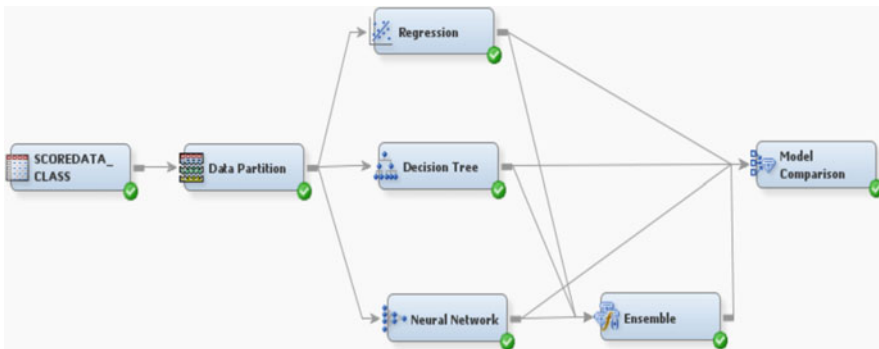 Regression
SCOREDATA_
CLASS
Data Partition
Decision Tree
Model
Comparison
Neural Network
Ensemble